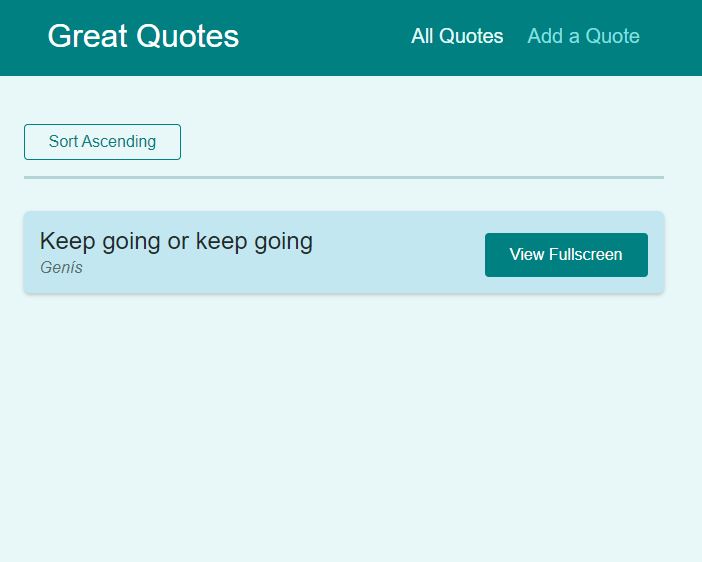 Great Quotes
All Quotes
Add a Quote
Sort Ascending
Keep going or keep going
Genís
View Fullscreen